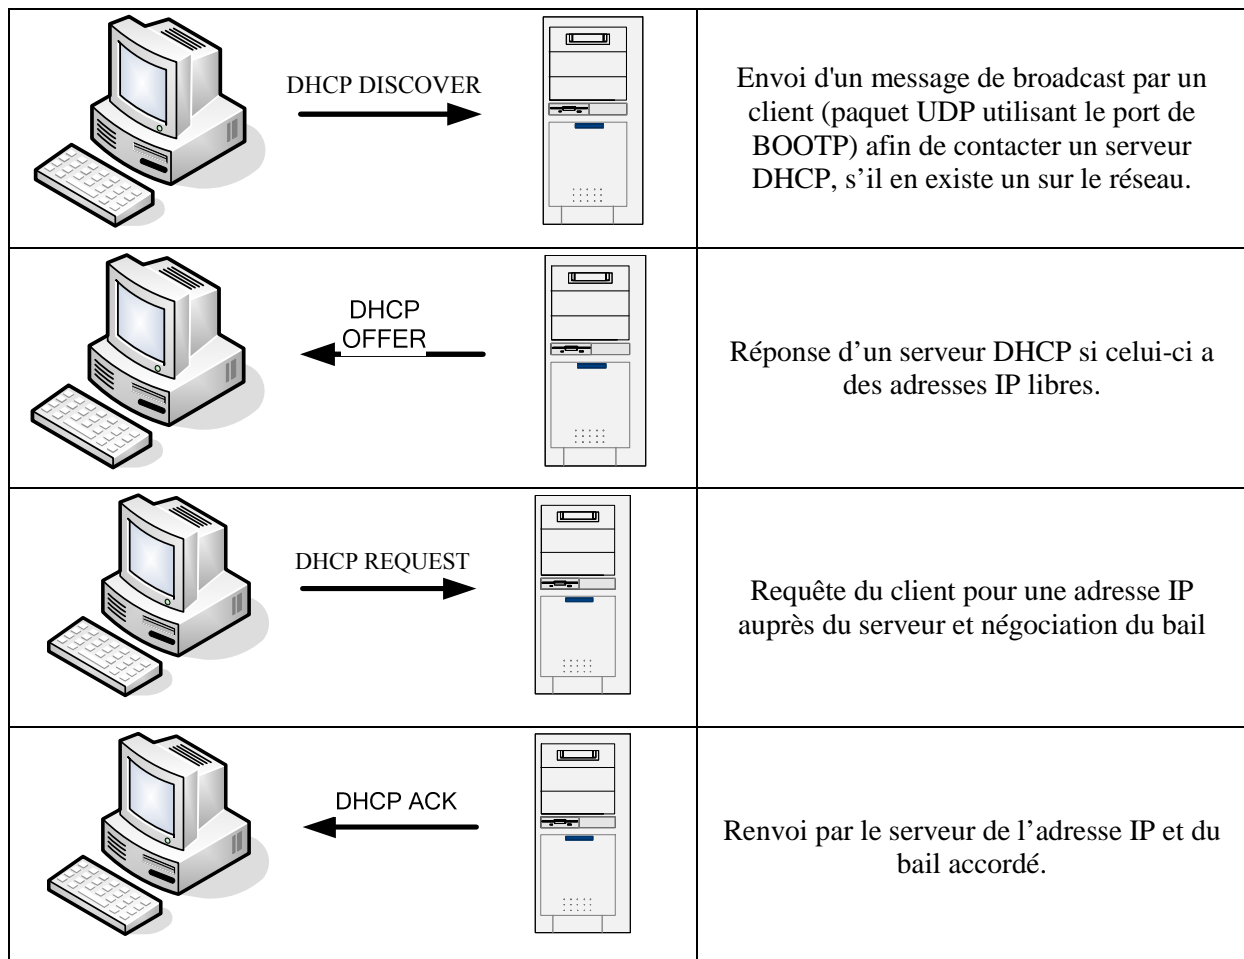 DHCP DISCOVER
Envoi d'un message de broadcast par un
client (paquet UDP utilisant le port de
BOOTP) afin de contacter un serveur
DHCP, s’il en existe un sur le réseau.
DHCP
OFFER
Réponse d’un serveur DHCP si celui-ci a
des adresses IP libres.
DHCP REQUEST
Requête du client pour une adresse IP
auprès du serveur et négociation du bail
DHCP ACK
Renvoi par le serveur de l’adresse IP et du
bail accordé.